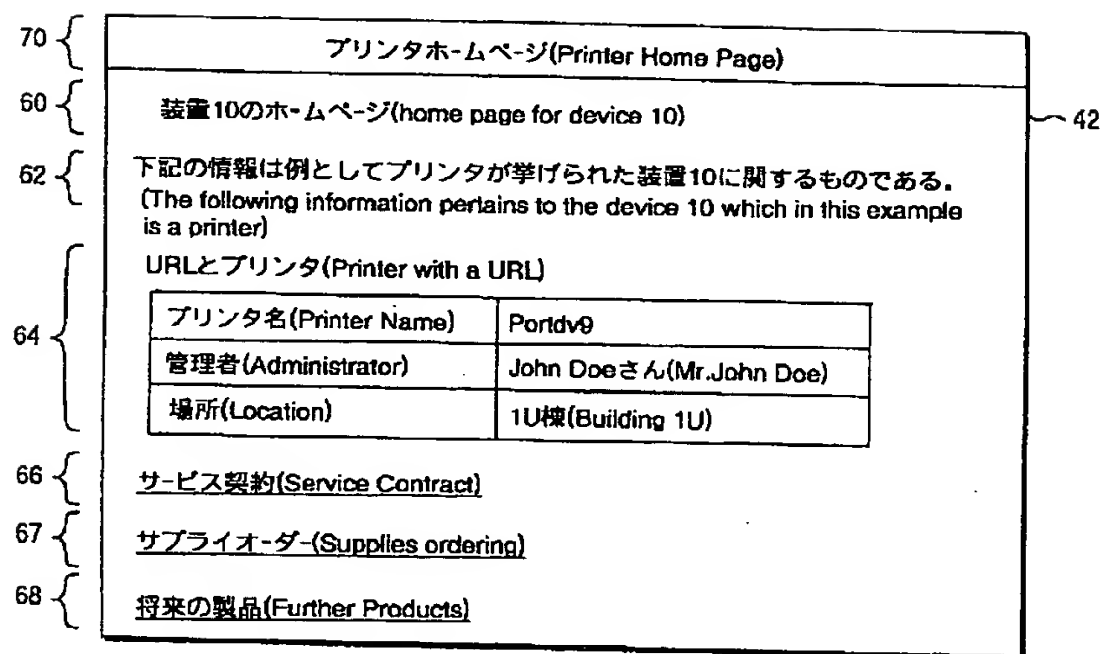 70
プリンタホームページ(Printer Home Page)
60
装置10のホームページ(home page for device 10)
42
62
下記の情報は例としてプリンタが挙げられた装置10に関するものである.
(The following information pertains to the device 10 which in this example
is a printer)
URLとプリンタ(Printer with a URL)
64
プリンタ名(Printer Name) Portdv9
管理者(Administrator) John Doeさん(Mr.John Doe)
場所(Location) 1U棟(Building 1U)
66
サービス契約(Service Contract)
67
サプライオーダー(Supplies ordering)
68
将来の製品(Further Products)